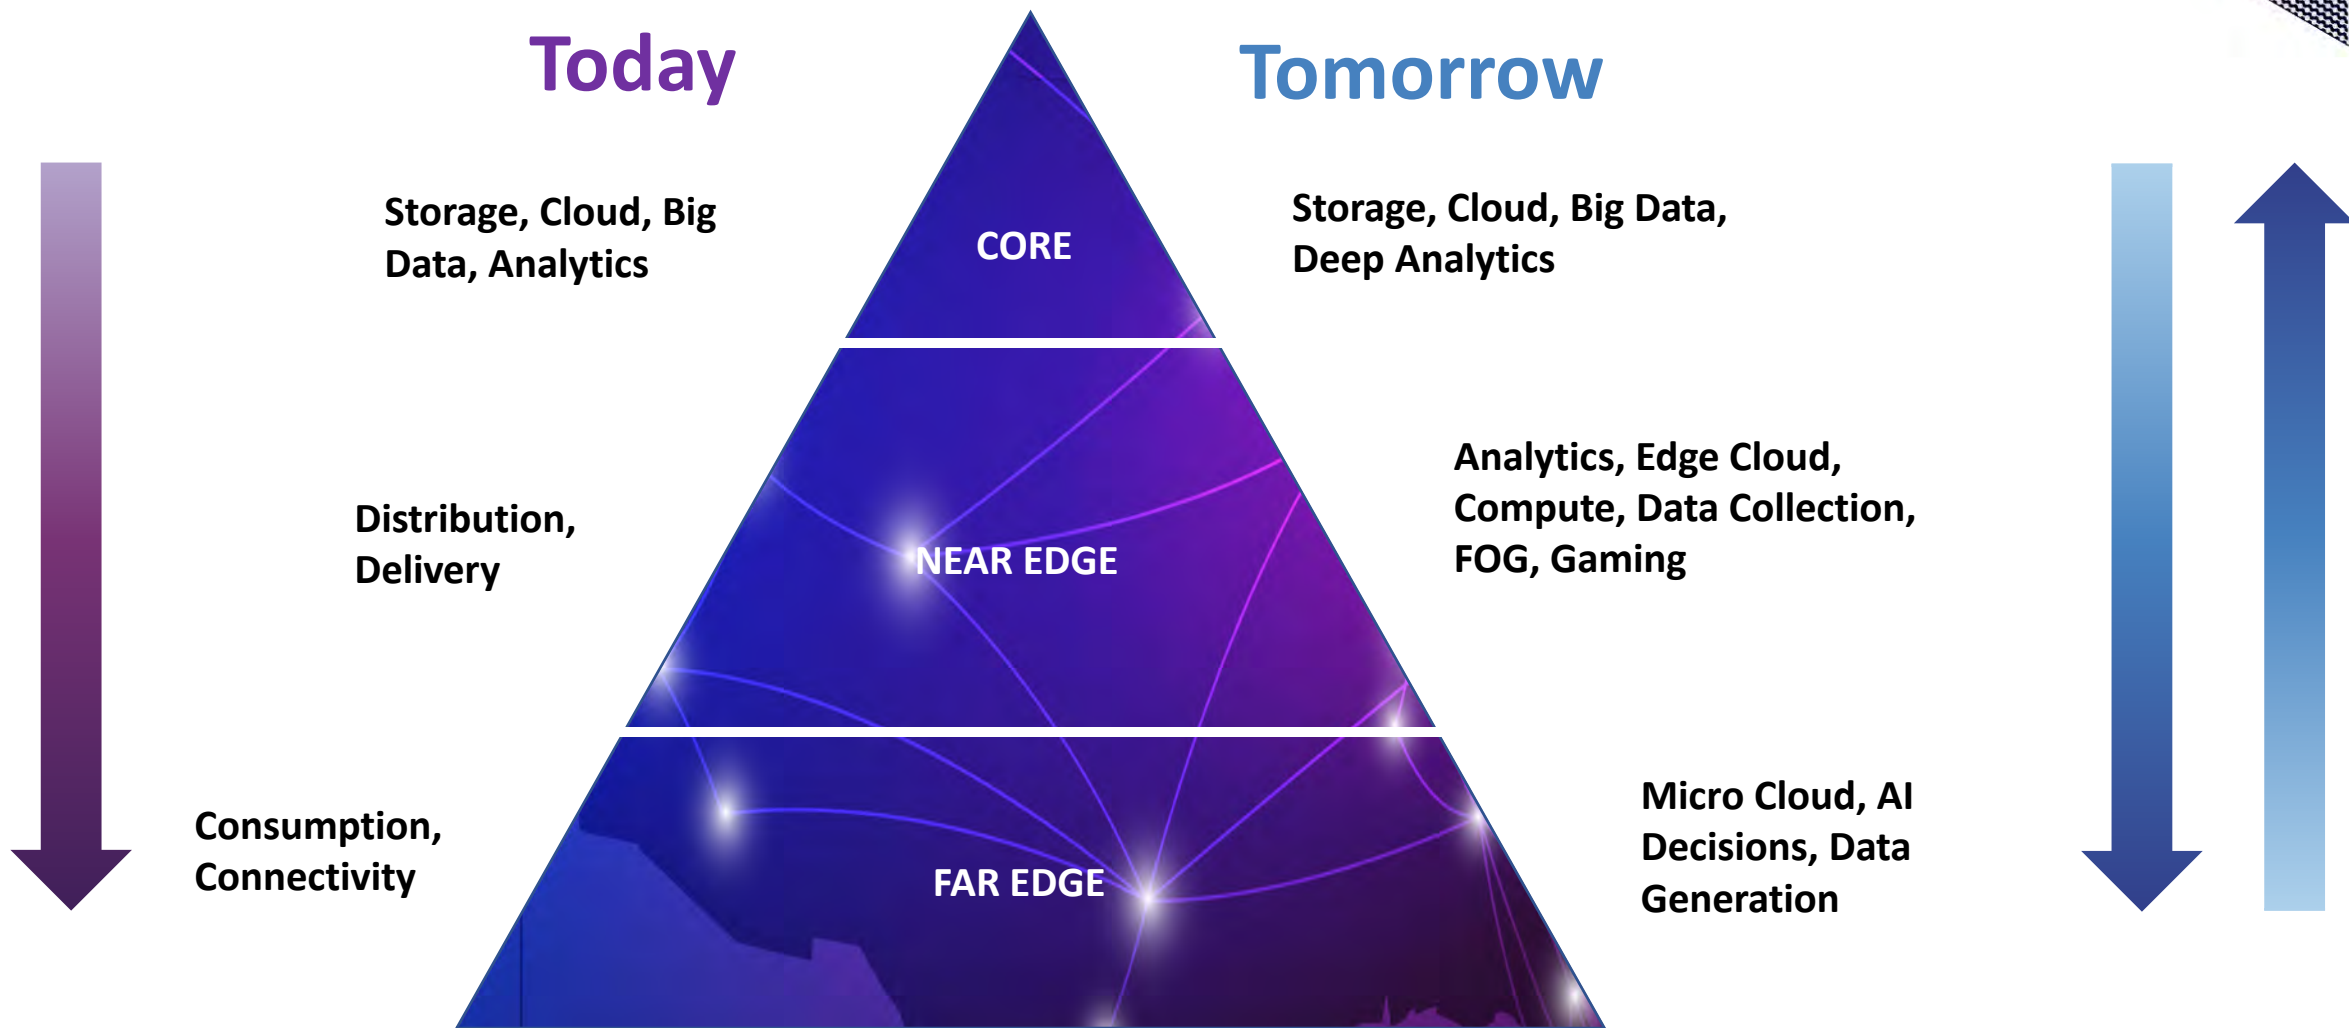 Today
Tomorrow
Storage, Cloud, Big
Data, Analytics
CORE
Storage, Cloud, Big Data,
Deep Analytics
Distribution,
Delivery
NEAR EDGE
Analytics, Edge Cloud,
Compute, Data Collection,
FOG, Gaming
Consumption,
Connectivity
FAR EDGE
Micro Cloud, AI
Decisions, Data
Generation